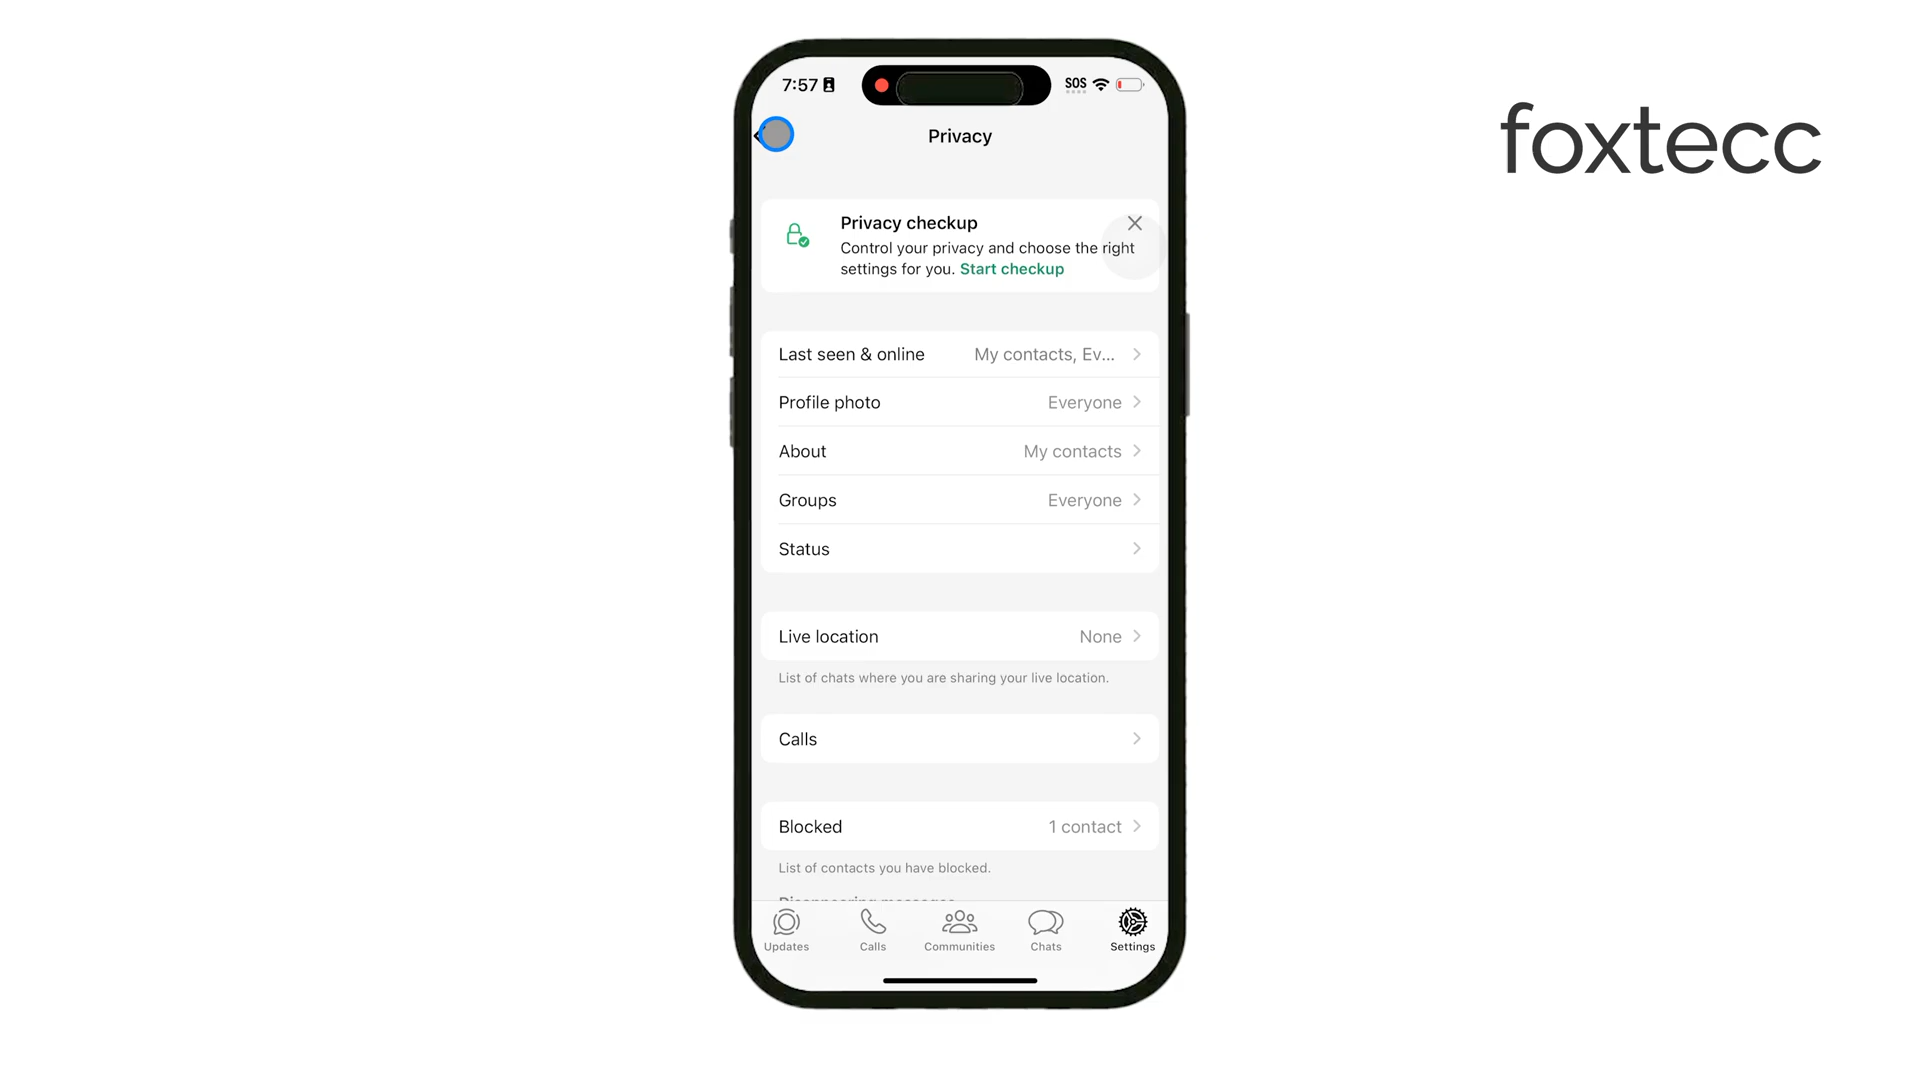 7:57
SOS
foxtecc
Privacy
Privacy checkup
Control your privacy and choose the right
settings for you. Start checkup
Last seen & online My contacts, Ev...
Profile photo Everyone
About My contacts
Groups Everyone
Status
Live location None
List of chats where you are sharing your live location.
Calls
Blocked 1 contact
List of contacts you have blocked.
Disappearing messages
Updates Calls Communities Chats Settings